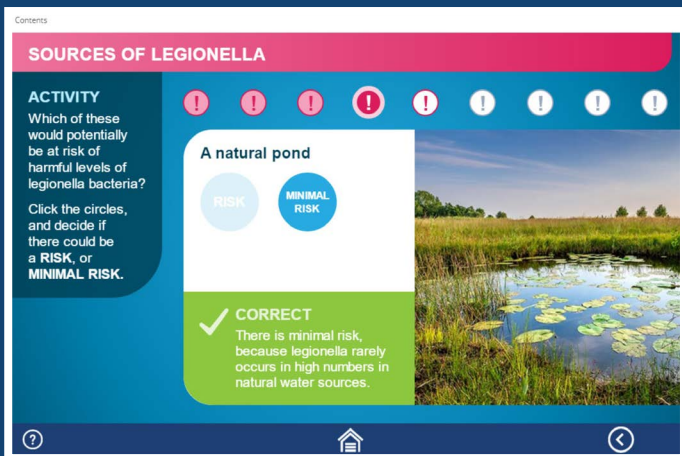 Contents
SOURCES OF LEGIONELLA
ACTIVITY
Which of these
would potentially
be at risk of
harmful levels of
legionella bacteria?
Click the circles,
and decide if
there could be
a RISK, or
MINIMAL RISK.
! ! ! ! ! ! ! ! !
A natural pond
RISK
MINIMAL
RISK
CORRECT
There is minimal risk,
because legionella rarely
occurs in high numbers in
natural water sources.
?